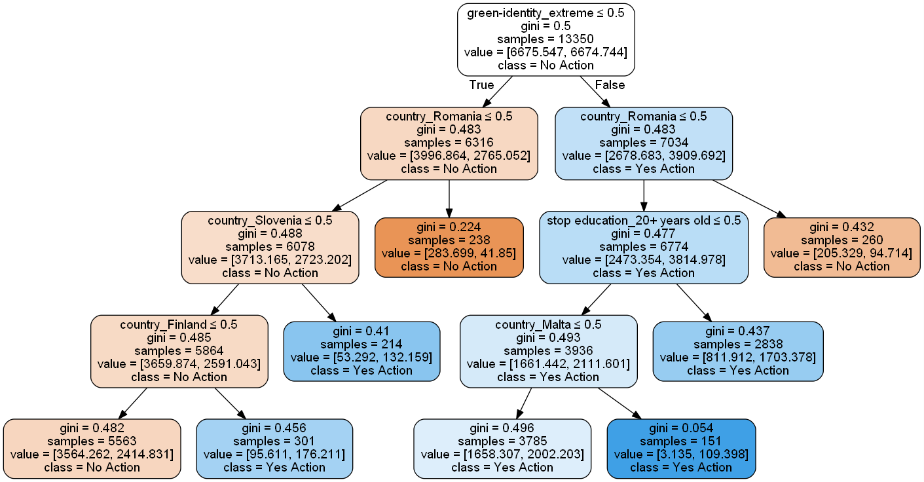 green-identity_extreme ≤ 0.5
gini = 0.5
samples = 13350
value = [6675.547, 6674.744]
class = No Action
True
False
country_Romania ≤ 0.5
gini = 0.483
samples = 6316
value = [3996.864, 2765.052]
class = No Action
country_Romania ≤ 0.5
gini = 0.483
samples = 7034
value = [2678.683, 3909.692]
class = Yes Action
country_Slovenia ≤ 0.5
gini = 0.488
samples = 6078
value = [3713.165, 2723.202]
class = No Action
gini = 0.224
samples = 238
value = [283.699, 41.85]
class = No Action
stop education_20+ years old ≤ 0.5
gini = 0.477
samples = 6774
value = [2473.354, 3814.978]
class = Yes Action
gini = 0.432
samples = 260
value = [205.329, 94.714]
class = No Action
country_Finland ≤ 0.5
gini = 0.485
samples = 5864
value = [3659.874, 2591.043]
class = No Action
gini = 0.41
samples = 214
value = [53.292, 132.159]
class = Yes Action
country_Malta ≤ 0.5
gini = 0.493
samples = 3936
value = [1661.442, 2111.601]
class = Yes Action
gini = 0.437
samples = 2838
value = [811.912, 1703.378]
class = Yes Action
gini = 0.482
samples = 5563
value = [3564.262, 2414.831]
class = No Action
gini = 0.456
samples = 301
value = [95.611, 176.211]
class = Yes Action
gini = 0.496
samples = 3785
value = [1658.307, 2002.203]
class = Yes Action
gini = 0.054
samples = 151
value = [3.135, 109.398]
class = Yes Action